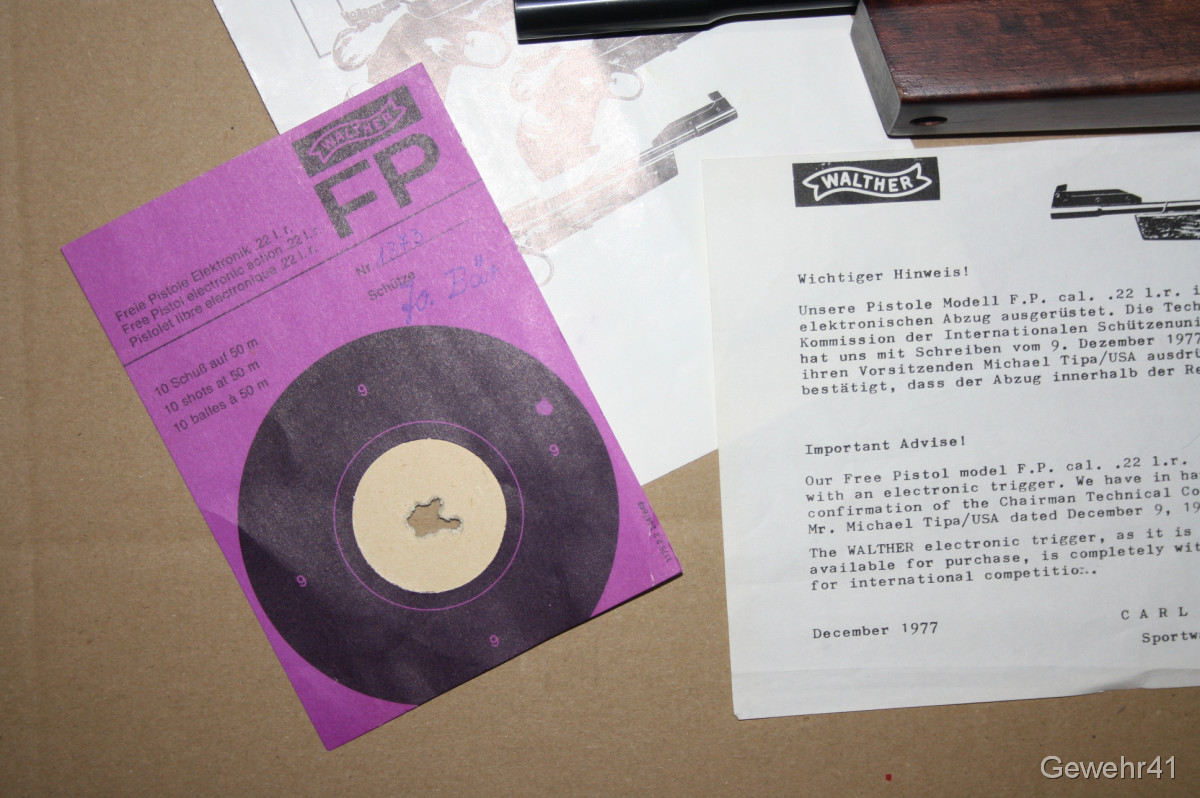 WALTHER
FP
Freie Pistole Elektronik 22 l.r.
Free Pistol electronic action 22 l.r.
Pistolet libre electronique 22 l.r.
Nr. 1273
Schütze Bär
10 Schuß auf 50 m
10 shots at 50 m
10 balles à 50 m
9
9
9
9
WALTHER
Wichtiger Hinweis!
Unsere Pistole Modell F.P. cal. .22 l.r. i
elektronischen Abzug ausgerüstet. Die Tech
Kommission der Internationalen Schützenuni
hat uns mit Schreiben vom 9. Dezember 1977
ihren Vorsitzenden Michael Tipa/USA ausdrü
bestätigt, dass der Abzug innerhalb der Re
Important Advise!
Our Free Pistol model F.P. cal. .22 l.r.
with an electronic trigger. We have in ha
confirmation of the Chairman Technical Co
Mr. Michael Tipa/USA dated December 9, 19
The WALTHER electronic trigger, as it is
available for purchase, is completely wit
for international competition.
December 1977
C A R L
Sportwa
Gewehr41